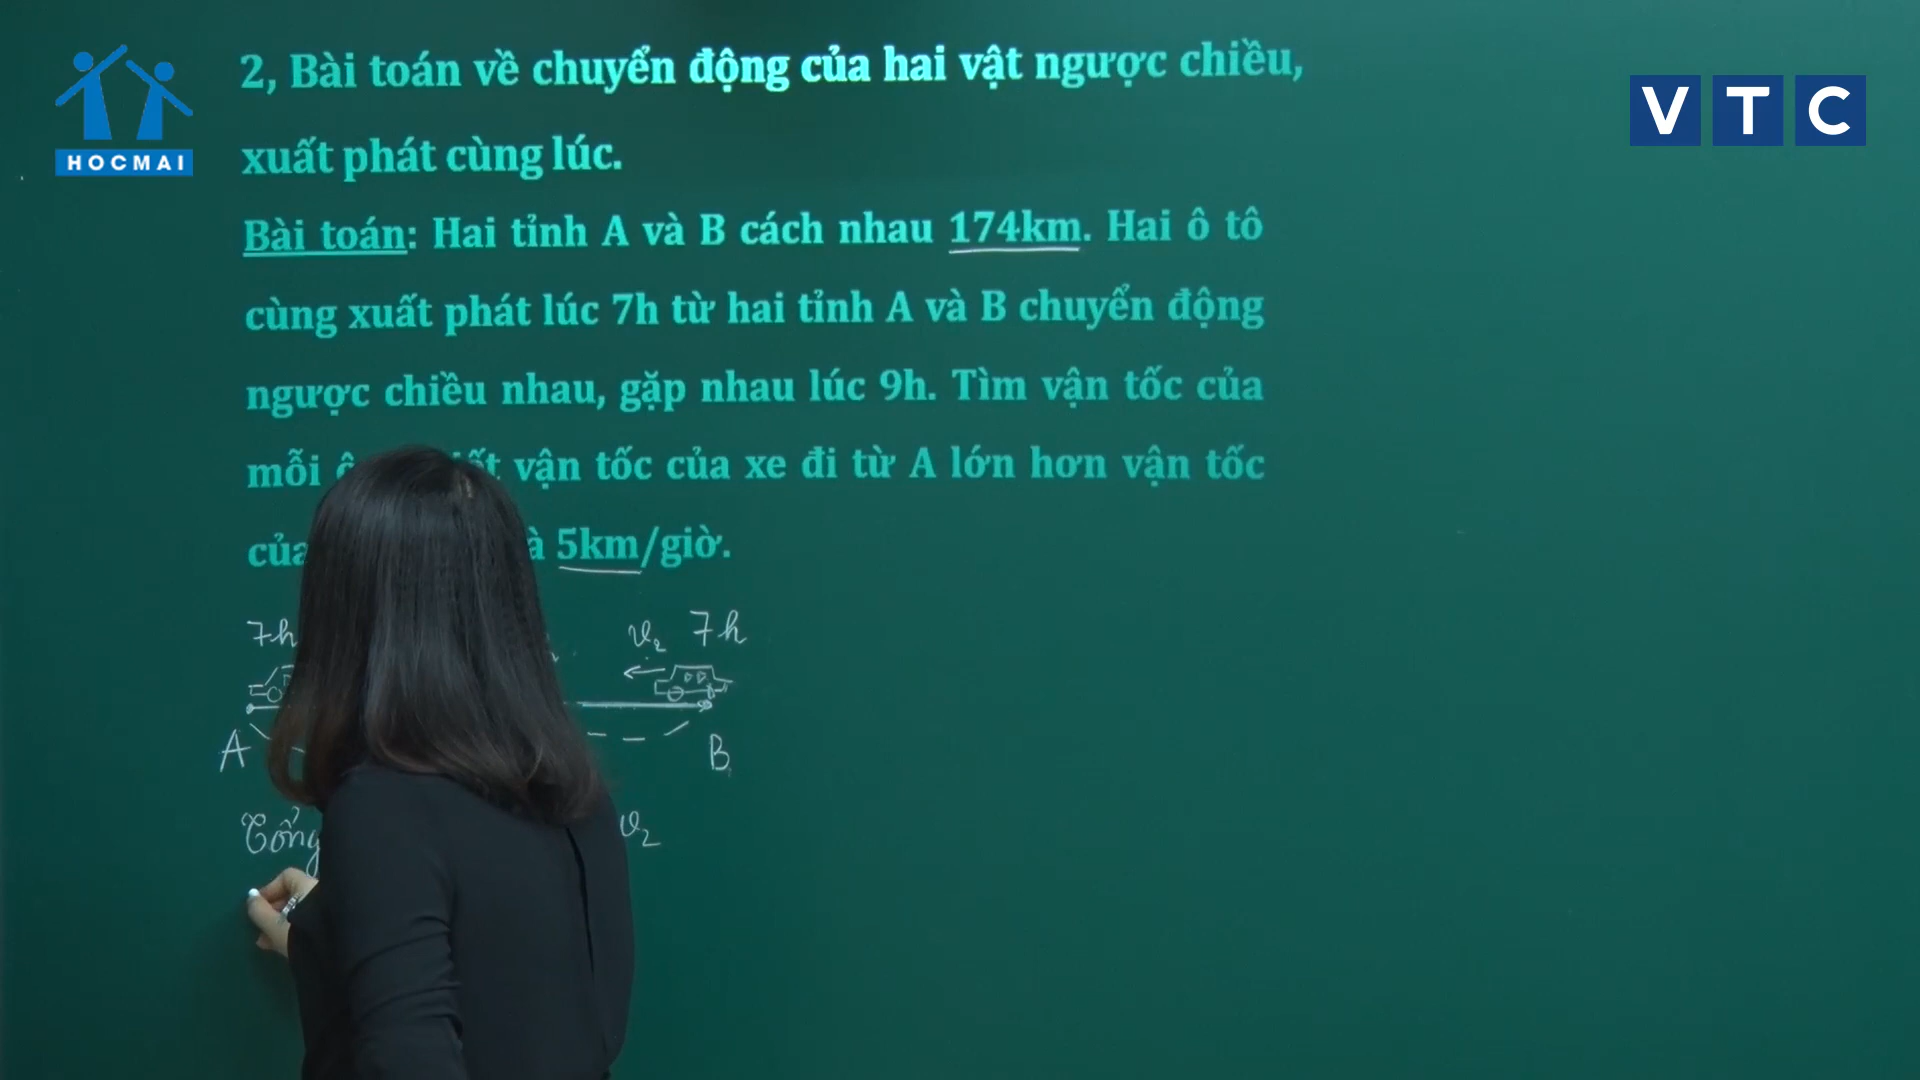 HOCMAI
VTC
2, Bài toán về chuyển động của hai vật ngược chiều,
xuất phát cùng lúc.
Bài toán: Hai tỉnh A và B cách nhau 174km. Hai ô tô
cùng xuất phát lúc 7h từ hai tỉnh A và B chuyển động
ngược chiều nhau, gặp nhau lúc 9h. Tìm vận tốc của
mỗi vận tốc của xe đi từ A lớn hơn vận tốc
của 5km/giờ.
7h v₂ 7h
A B
Tổng v₂